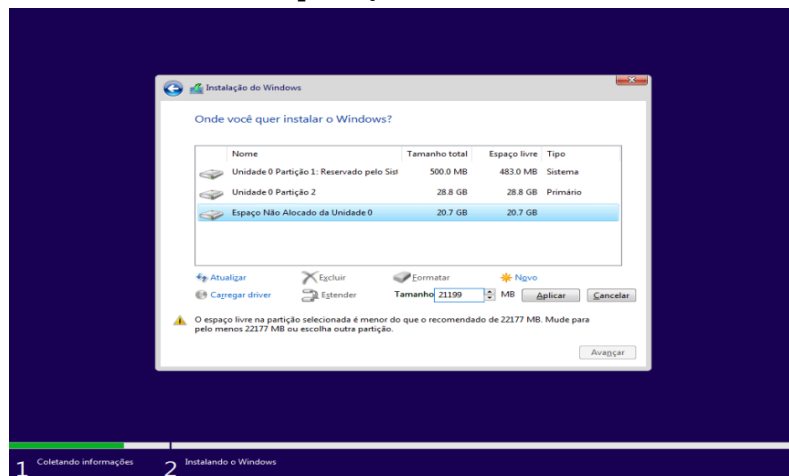 Instalação do Windows
Onde você quer instalar o Windows?
Nome Tamanho total Espaço livre Tipo
Unidade 0 Partição 1: Reservado pelo Sist 500.0 MB 483.0 MB Sistema
Unidade 0 Partição 2 28.8 GB 28.8 GB Primário
Espaço Não Alocado da Unidade 0 20.7 GB 20.7 GB
Atualizar Excluir Formatar Novo
Carregar driver Estender Tamanho 21199 MB Aplicar Cancelar
O espaço livre na partição selecionada é menor do que o recomendado de 22177 MB. Mude para
pelo menos 22177 MB ou escolha outra partição.
Avançar
1 Coletando informações 2 Instalando o Windows